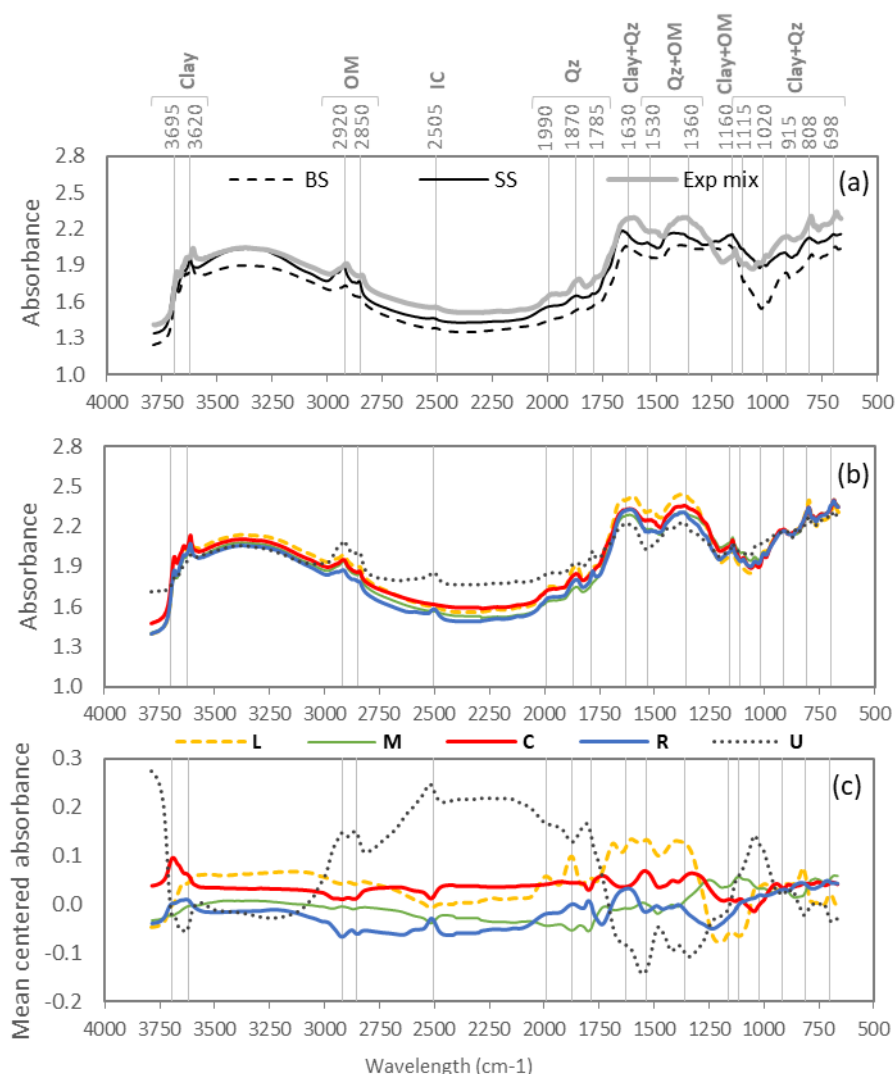 Clay OM IC Qz Clay+Qz Qz+OM Clay+OM Clay+Qz
3695 3620 2920 2850 2505 1990 1870 1785 1630 1530 1360 1160 1115 1020 915 808 698
(a)
BS SS Exp mix
Absorbance
2.8
2.5
2.2
1.9
1.6
1.3
1.0
4000 3750 3500 3250 3000 2750 2500 2250 2000 1750 1500 1250 1000 750 500
(b)
Absorbance
2.8
2.5
2.2
1.9
1.6
1.3
1.0
4000 3750 3500 3250 3000 2750 2500 2250 2000 1750 1500 1250 1000 750 500
L M C R U
(c)
Mean centered absorbance
0.3
0.2
0.1
0.0
-0.1
-0.2
4000 3750 3500 3250 3000 2750 2500 2250 2000 1750 1500 1250 1000 750 500
Wavelength (cm-1)